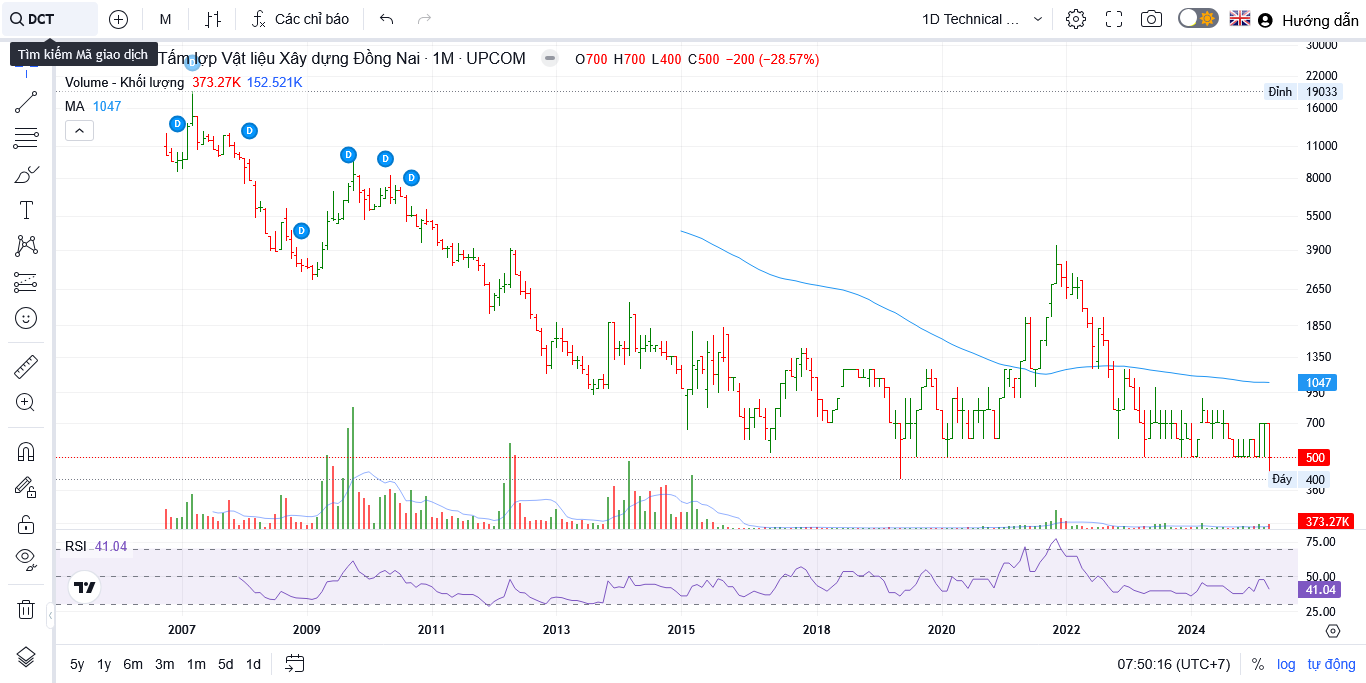 DCT
M
Các chỉ báo
1D Technical ...
Hướng dẫn
Tìm kiếm Mã giao dịch
Tấm lợp Vật liệu Xây dựng Đồng Nai · 1M · UPCOM
O700 H700 L400 C500 −200 (−28.57%)
Volume - Khối lượng 373.27K 152.521K
MA 1047
D
D
D
D
D
D
30000
22000
Đỉnh 19033
16000
11000
8000
5500
3900
2650
1850
1350
1047
950
700
500
Đáy 400
360
373.27K
RSI 41.04
75.00
50.00
41.04
25.00
2007 2009 2011 2013 2015 2018 2020 2022 2024
5y 1y 6m 3m 1m 5d 1d
07:50:16 (UTC+7) % log tự động